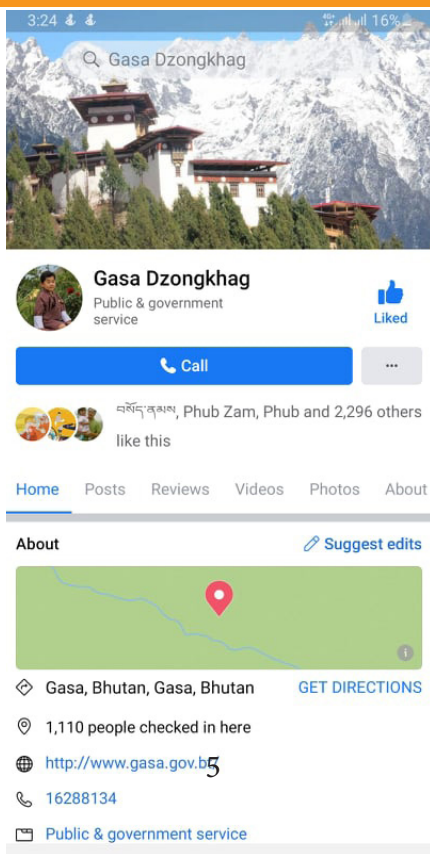 3:24
16%
Gasa Dzongkhag
Gasa Dzongkhag
Public & government
service
Liked
Call
བསོད་ནམས, Phub Zam, Phub and 2,296 others
like this
Home Posts Reviews Videos Photos About
About Suggest edits
Gasa, Bhutan, Gasa, Bhutan GET DIRECTIONS
1,110 people checked in here
http://www.gasa.gov.b
5
16288134
Public & government service